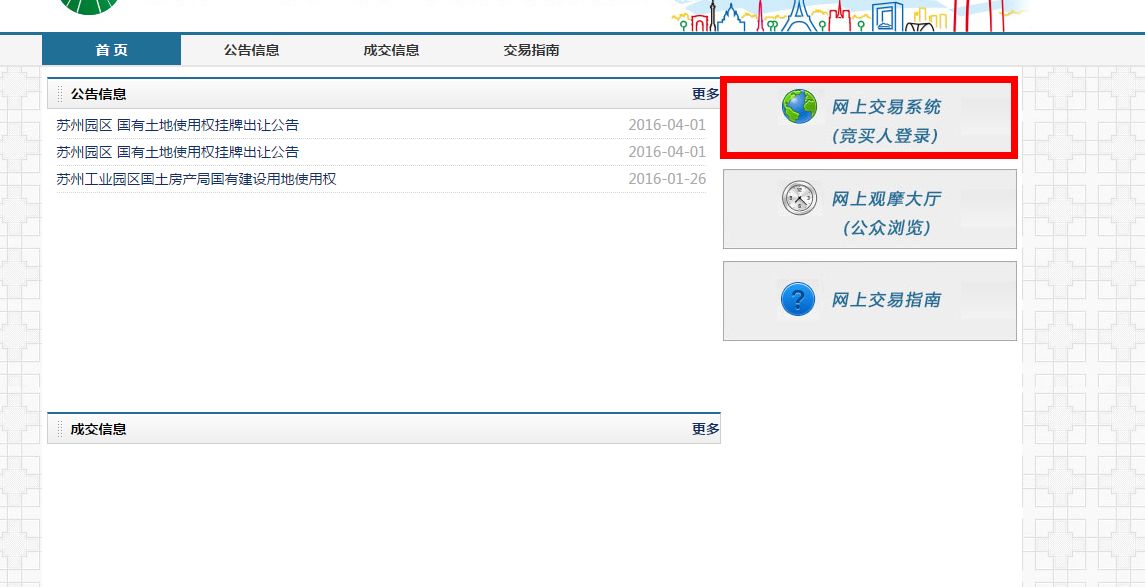 首 页 公告信息 成交信息 交易指南
公告信息 更多
苏州园区 国有土地使用权挂牌出让公告 2016-04-01
苏州园区 国有土地使用权挂牌出让公告 2016-04-01
苏州工业园区国土房产局国有建设用地使用权 2016-01-26
网上交易系统
(竞买人登录)
网上观摩大厅
(公众浏览)
网上交易指南
成交信息 更多